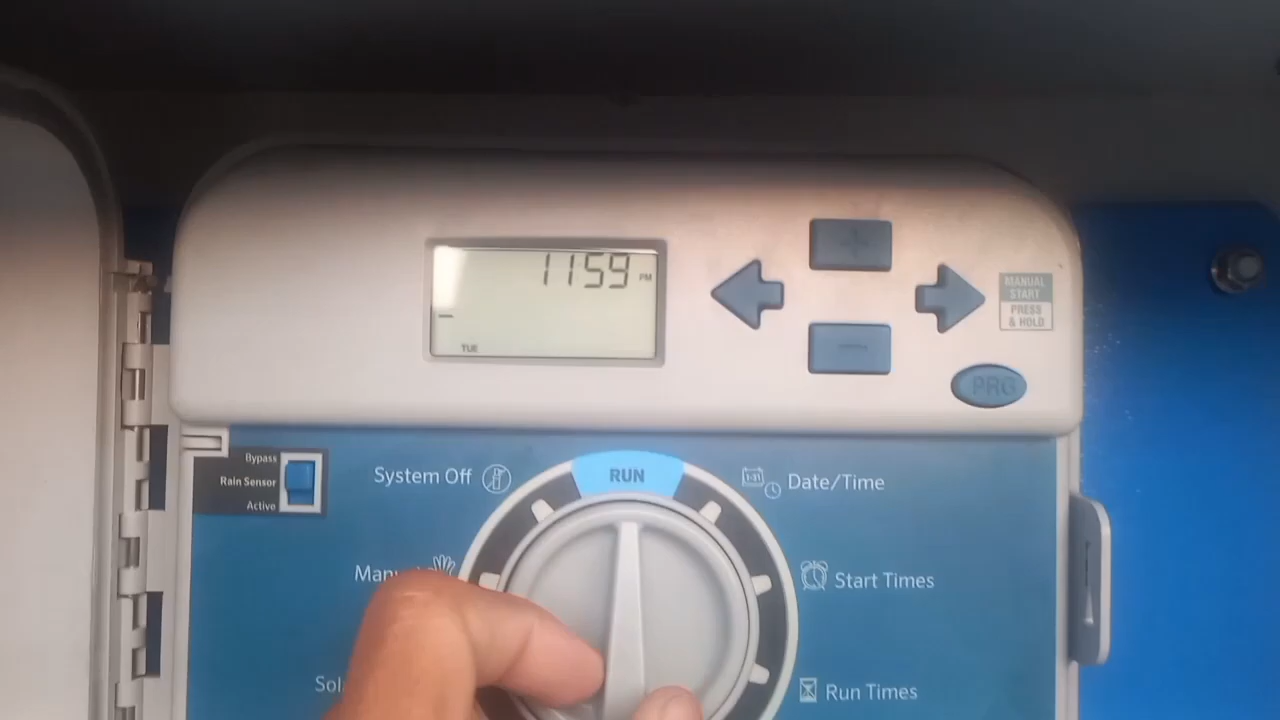 1159 PM
TUE
MANUAL
START
PRESS
& HOLD
PRG
Bypass
Rain Sensor
Active
System Off
RUN
Date/Time
Start Times
Run Times